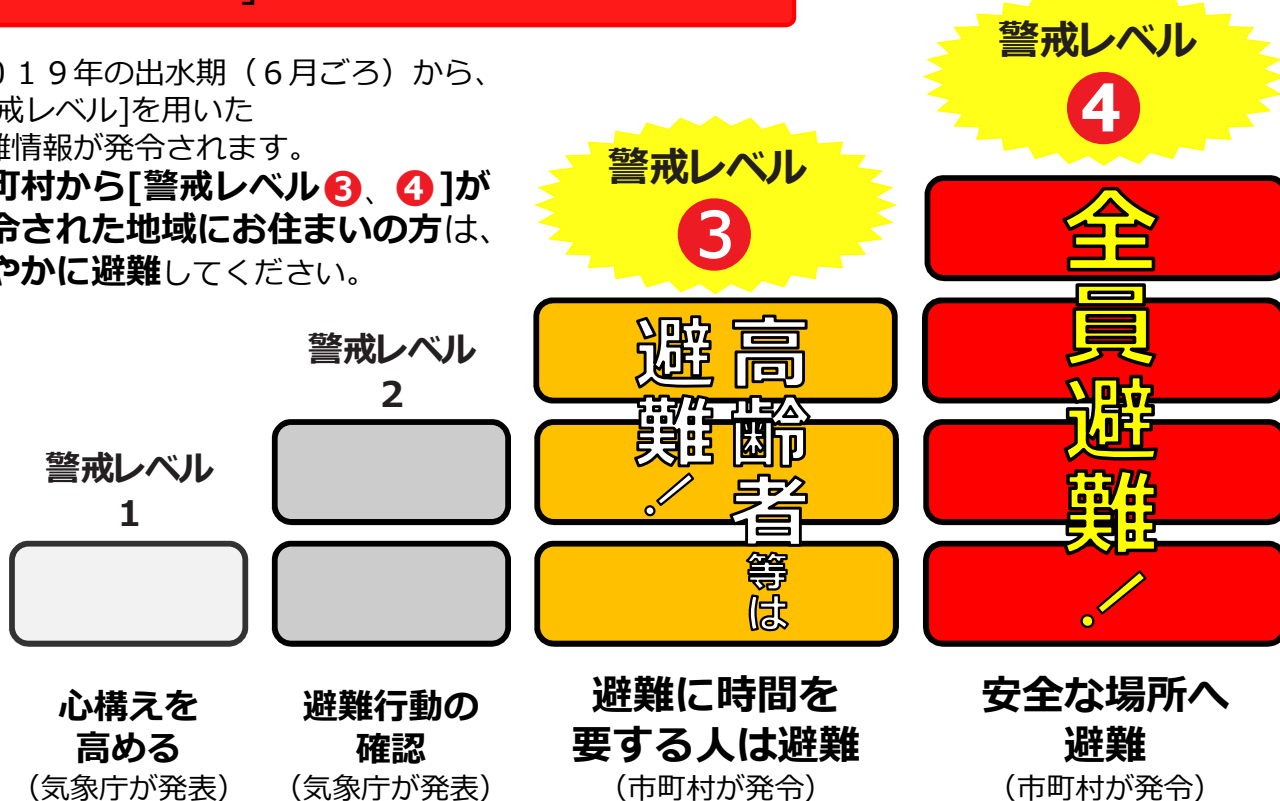 ０１９年の出水期（６月ごろ）から、
戒レベル]を用いた
難情報が発令されます。
町村から[警戒レベル❸、❹]が
令された地域にお住まいの方は、
やかに避難してください。
警戒レベル
1
警戒レベル
2
警戒レベル
3
警戒レベル
4
高齢者等は
避難！
全員避難！
心構えを
高める
（気象庁が発表）
避難行動の
確認
（気象庁が発表）
避難に時間を
要する人は避難
（市町村が発令）
安全な場所へ
避難
（市町村が発令）